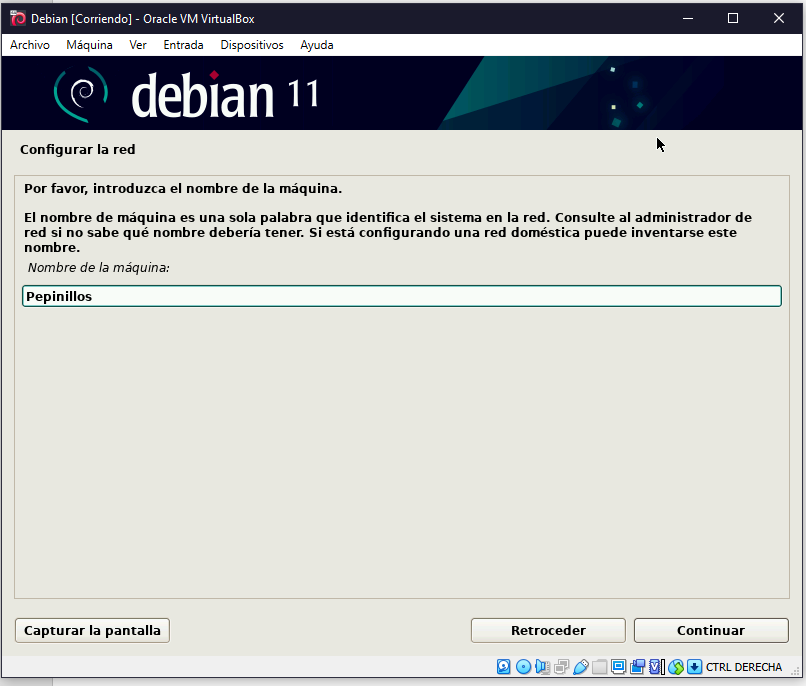 Debian [Corriendo] - Oracle VM VirtualBox
Archivo Máquina Ver Entrada Dispositivos Ayuda
debian 11
Configurar la red
Por favor, introduzca el nombre de la máquina.
El nombre de máquina es una sola palabra que identifica el sistema en la red. Consulte al administrador de
red si no sabe qué nombre debería tener. Si está configurando una red doméstica puede inventarse este
nombre.
Nombre de la máquina:
Pepinillos
Capturar la pantalla Retroceder Continuar
CTRL DERECHA